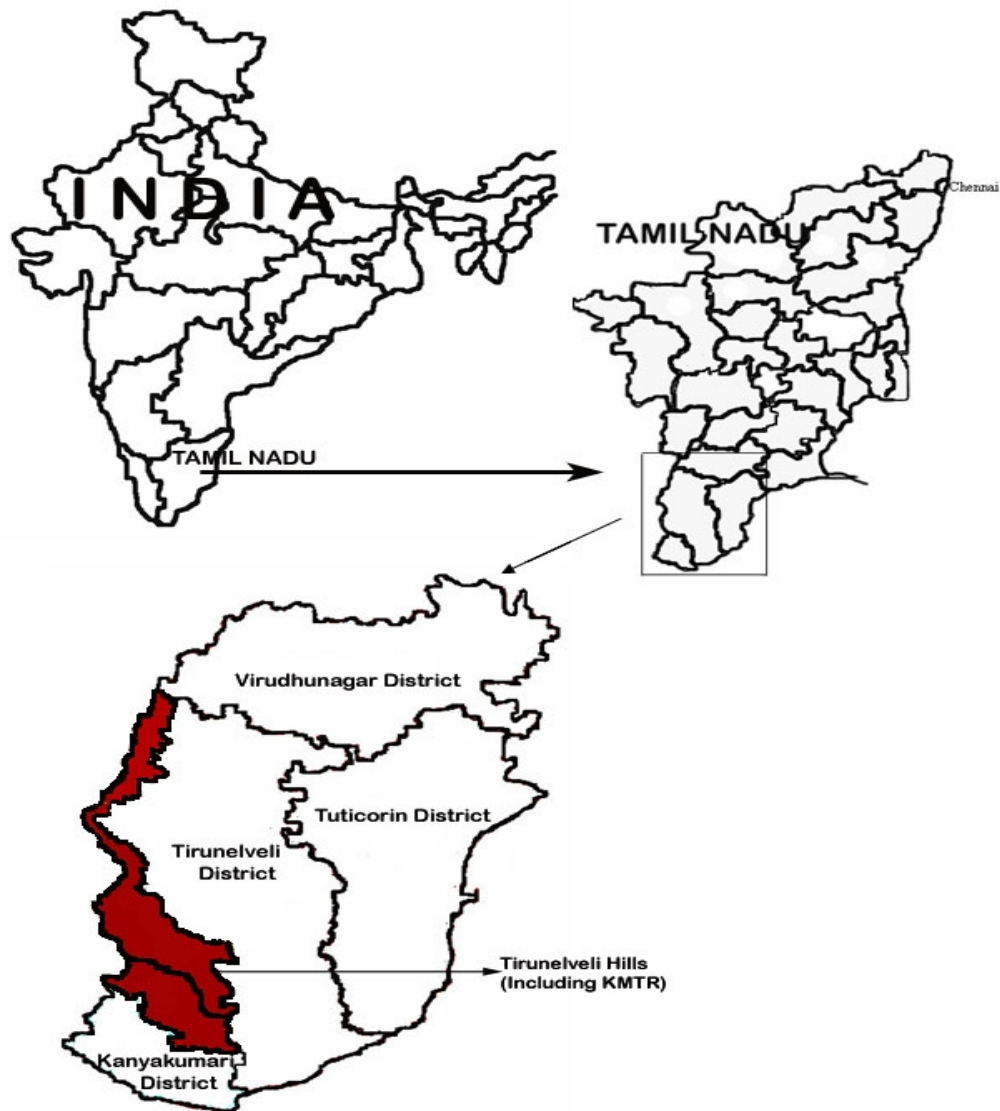 INDIA
TAMIL NADU
Chennai
TAMIL NADU
Virudhunagar District
Tuticorin District
Tirunelveli
District
Tirunelveli Hills
(Including KMTR)
Kanyakumari
District